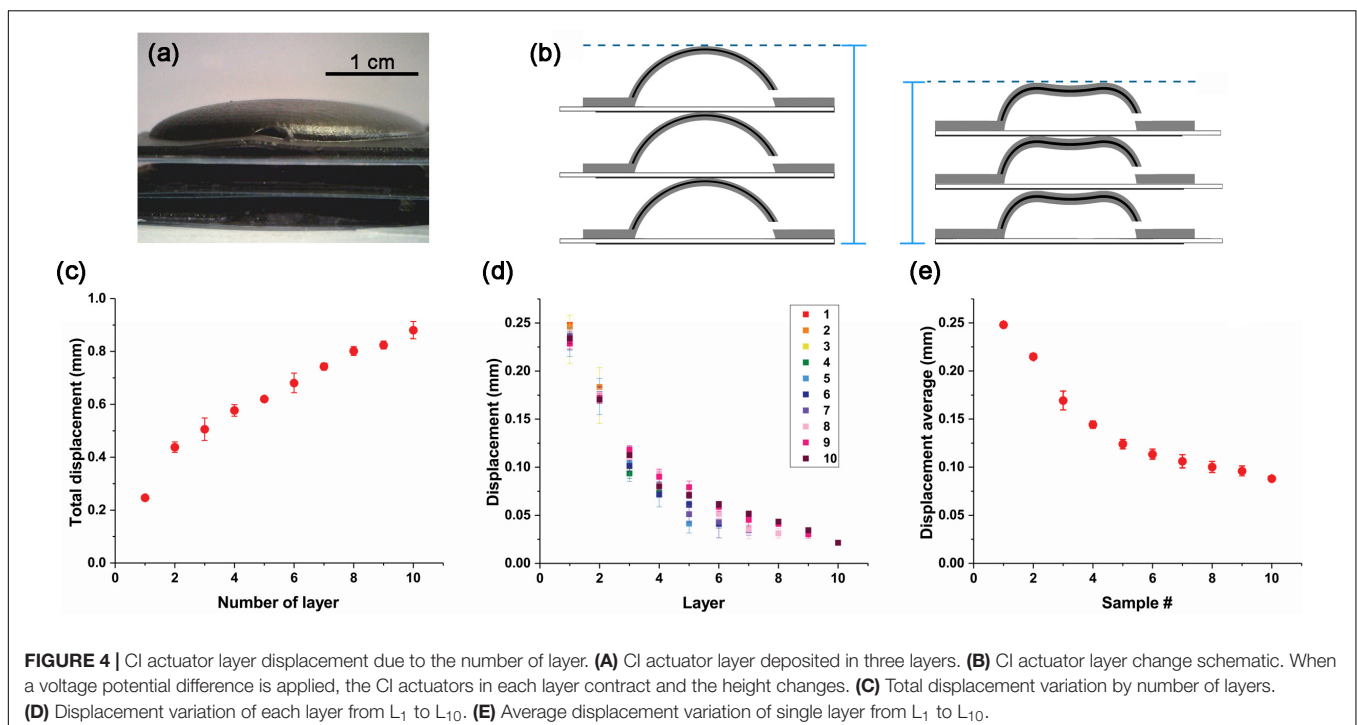 (a)
1 cm
(b)
(c)
1.0
0.8
0.6
0.4
0.2
0.0
Total displacement (mm)
0 2 4 6 8 10
Number of layer
(d)
0.25
0.20
0.15
0.10
0.05
0.00
Displacement (mm)
0 2 4 6 8 10
Layer
1
2
3
4
5
6
7
8
9
10
(e)
0.25
0.20
0.15
0.10
0.05
0.00
Displacement average (mm)
0 2 4 6 8 10
Sample #
FIGURE 4 | CI actuator layer displacement due to the number of layer. (A) CI actuator layer deposited in three layers. (B) CI actuator layer change schematic. When
a voltage potential difference is applied, the CI actuators in each layer contract and the height changes. (C) Total displacement variation by number of layers.
(D) Displacement variation of each layer from L1 to L10. (E) Average displacement variation of single layer from L1 to L10.